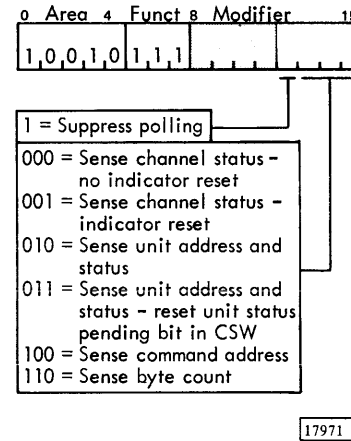 0 Area 4 Funct 8 Modifier 15
1 0 0 1 0 1 1 1
1 = Suppress polling
000 = Sense channel status -
no indicator reset
001 = Sense channel status -
indicator reset
010 = Sense unit address and
status
011 = Sense unit address and
status - reset unit status
pending bit in CSW
100 = Sense command address
110 = Sense byte count
17971